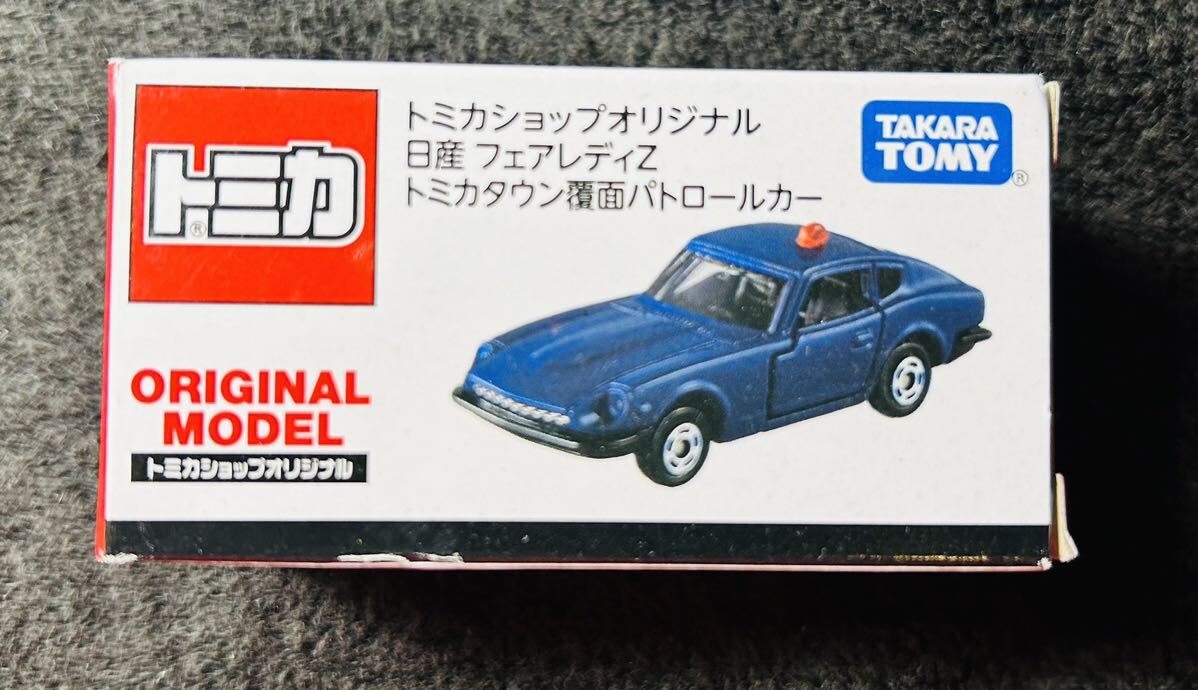 トミカ
®
トミカショップオリジナル
日産 フェアレディZ
トミカタウン覆面パトロールカー
TAKARA
TOMY
®
ORIGINAL
MODEL
トミカショップオリジナル